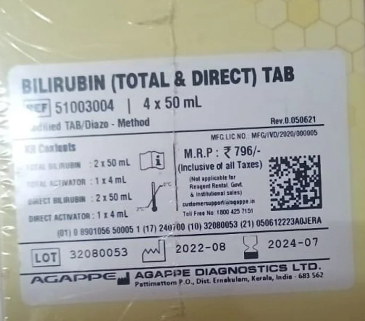 BILIRUBIN (TOTAL & DIRECT) TAB
REF 51003004 | 4 x 50 mL
Modified TAB/Diazo - Method
Rev.0.050621
MFG LIC NO. MFG/IVD/2020/000005
Kit Contents
TOTAL BILIRUBIN : 2 x 50 mL
TOTAL ACTIVATOR : 1 x 4 mL
DIRECT BILIRUBIN : 2 x 50 mL
DIRECT ACTIVATOR : 1 x 4 mL
M.R.P : ₹ 796/-
(Inclusive of all Taxes)
(Not applicable for
Reagent Rental, Govt.
& Institutional sales)
customersupport@agappe.in
Toll Free No: 1800 425 7151
(01) 0 8901056 50005 1 (17) 240700 (10) 32080053 (21) 050612223A0JERA
LOT 32080053 2022-08 2024-07
AGAPPE AGAPPE DIAGNOSTICS LTD.
Pattimattom P.O., Dist. Ernakulam, Kerala, India - 683 562